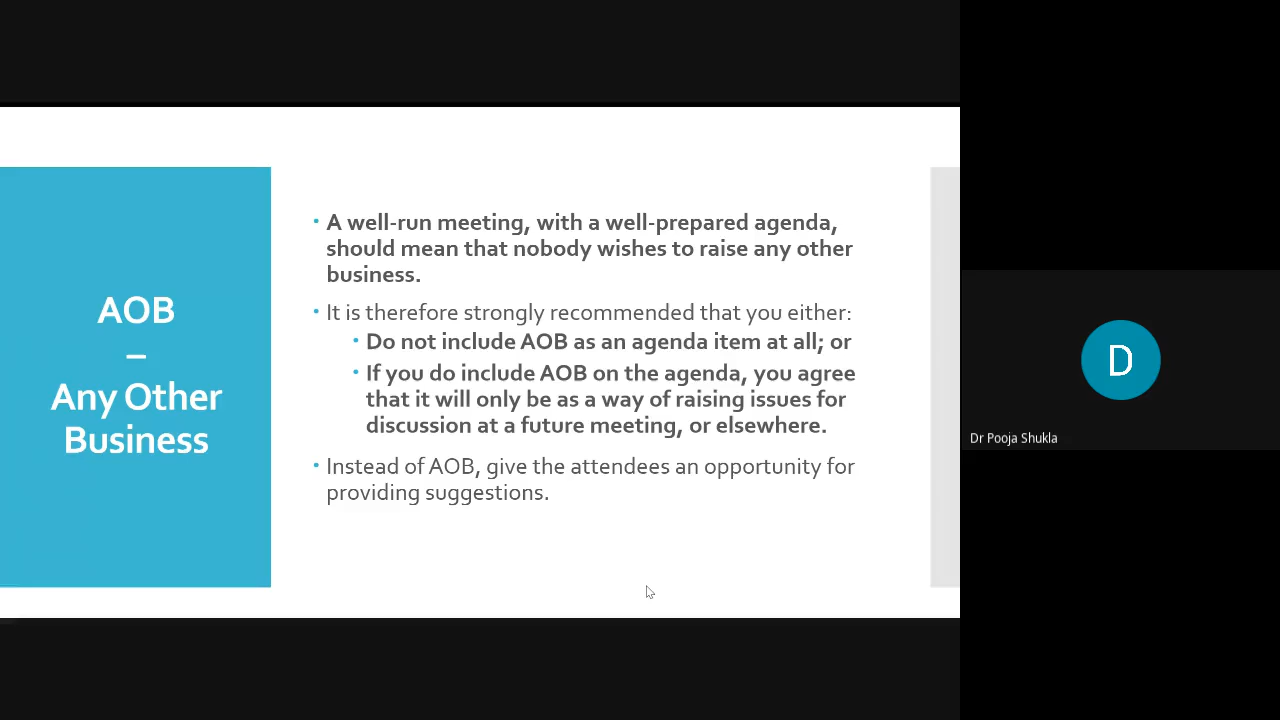 AOB
–
Any Other
Business
• A well-run meeting, with a well-prepared agenda,
should mean that nobody wishes to raise any other
business.
• It is therefore strongly recommended that you either:
• Do not include AOB as an agenda item at all; or
• If you do include AOB on the agenda, you agree
that it will only be as a way of raising issues for
discussion at a future meeting, or elsewhere.
• Instead of AOB, give the attendees an opportunity for
providing suggestions.
D
Dr Pooja Shukla